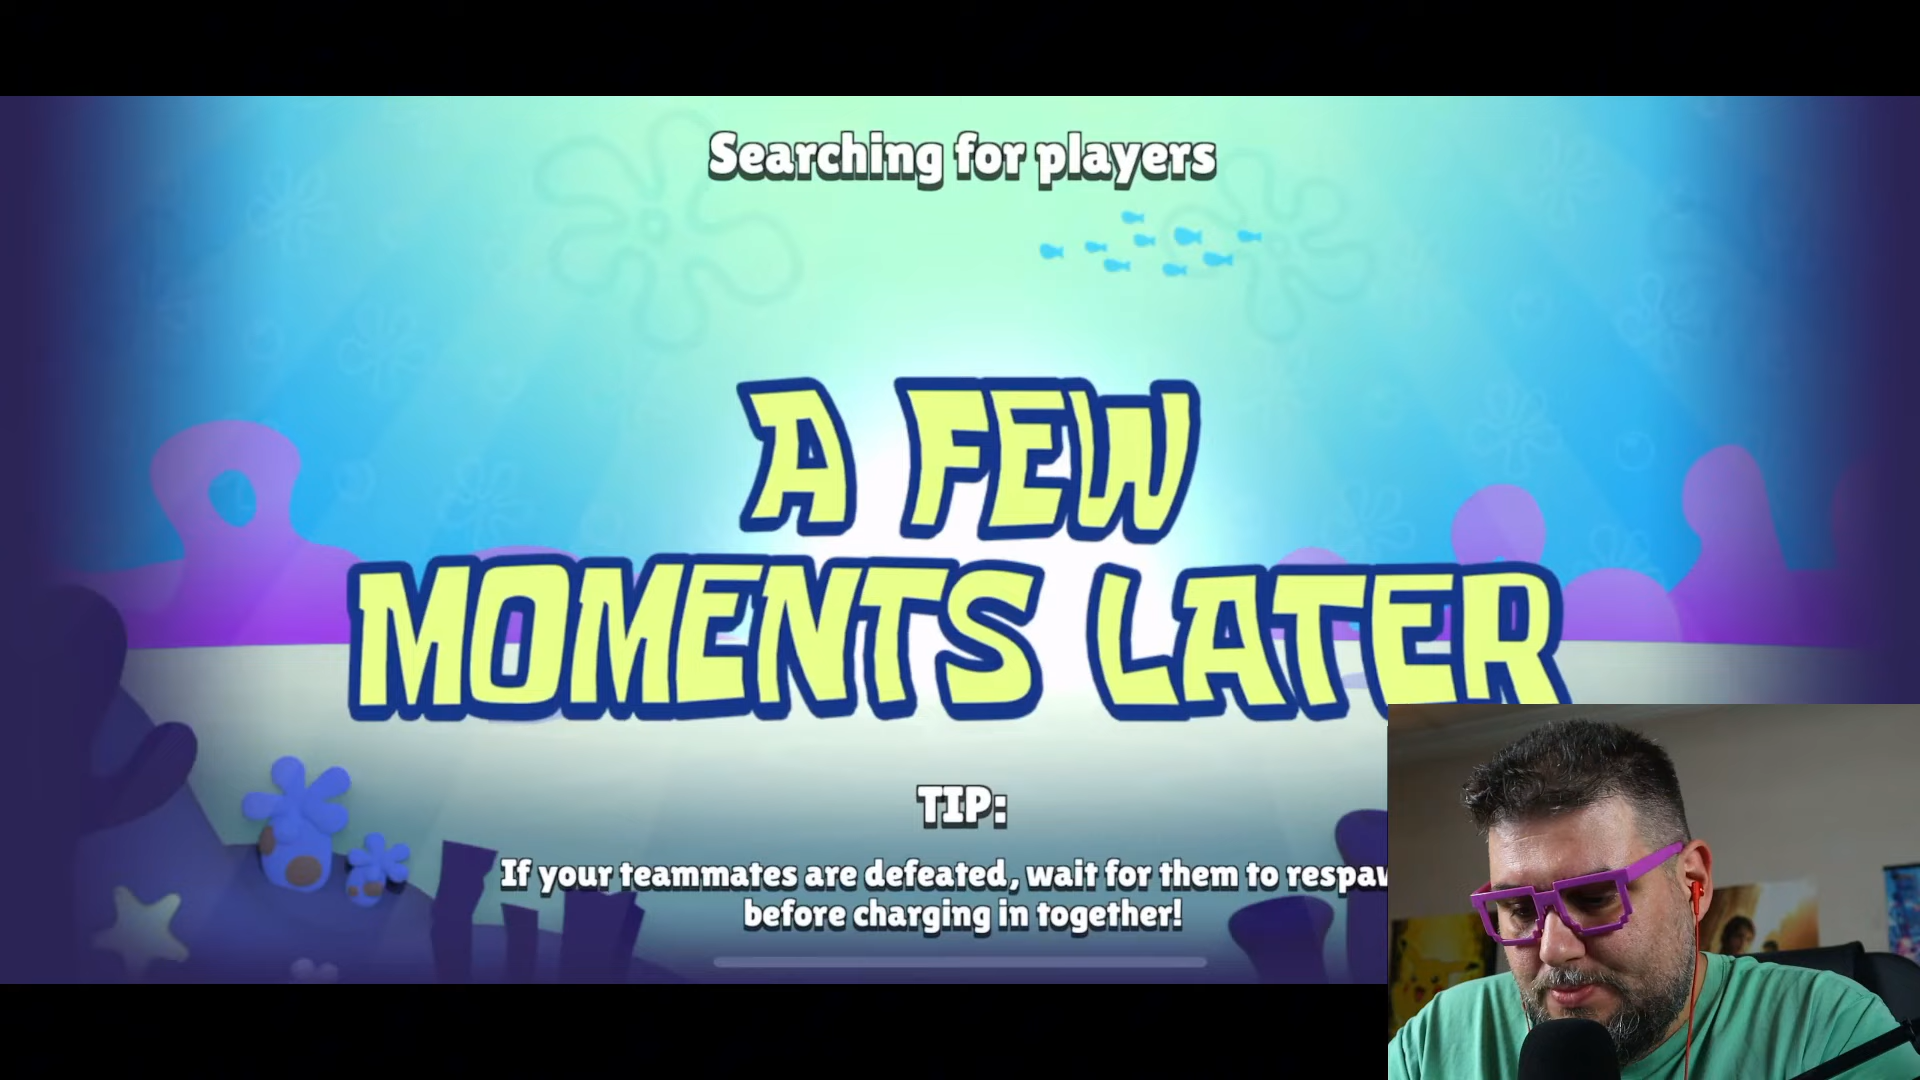 Searching for players
A FEW
MOMENTS LATER
TIP:
If your teammates are defeated, wait for them to
before charging in together!